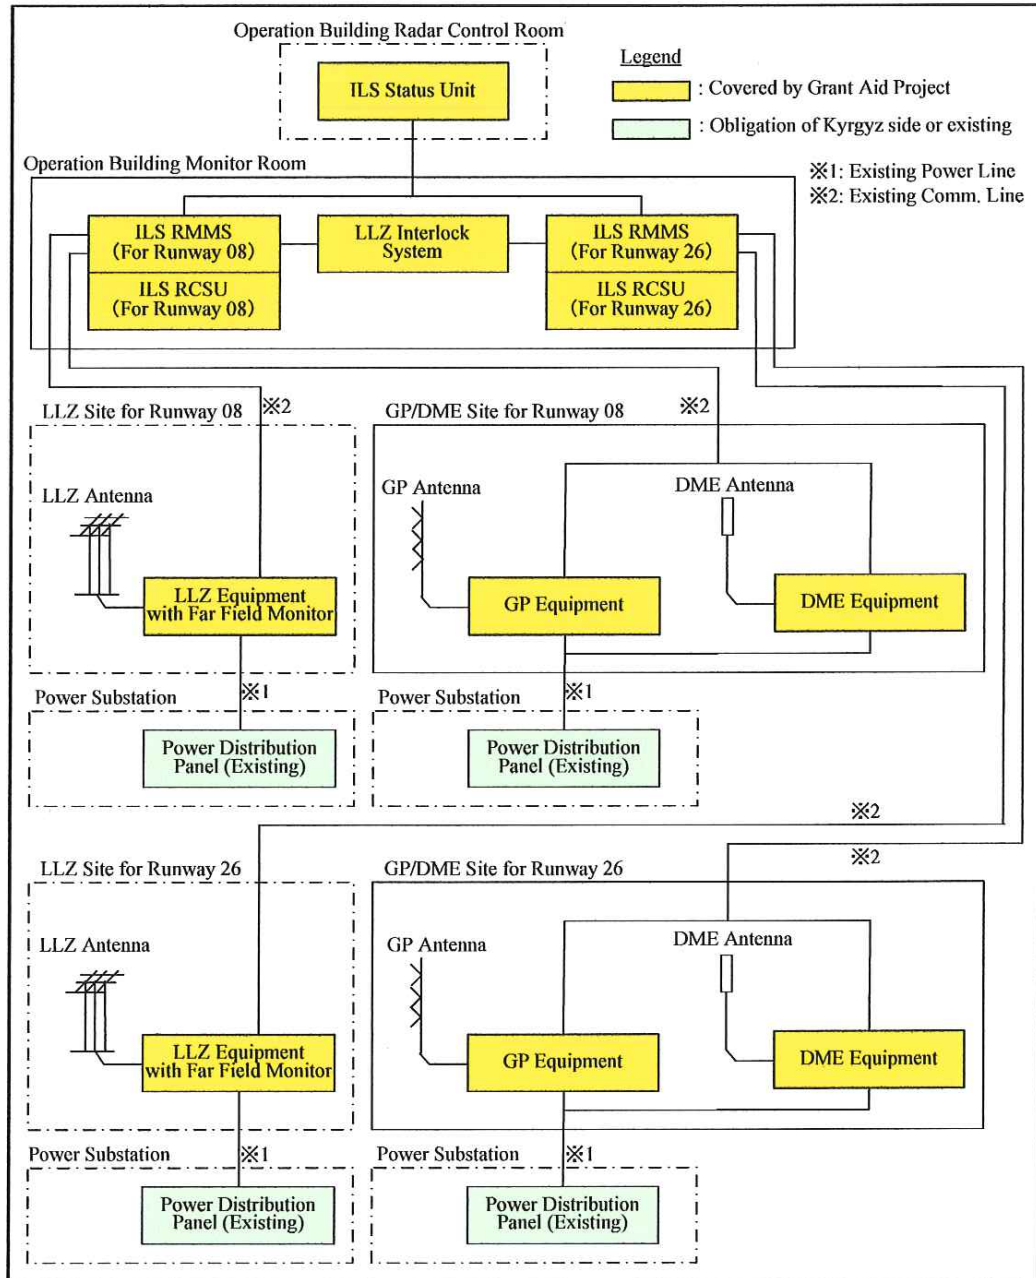 Operation Building Radar Control Room
ILS Status Unit
Legend
: Covered by Grant Aid Project
: Obligation of Kyrgyz side or existing
※1: Existing Power Line
※2: Existing Comm. Line
Operation Building Monitor Room
ILS RMMS
(For Runway 08)
ILS RCSU
(For Runway 08)
LLZ Interlock
System
ILS RMMS
(For Runway 26)
ILS RCSU
(For Runway 26)
LLZ Site for Runway 08
※2
LLZ Antenna
LLZ Equipment
with Far Field Monitor
※1
Power Substation
Power Distribution
Panel (Existing)
GP/DME Site for Runway 08
※2
GP Antenna
DME Antenna
GP Equipment
DME Equipment
※1
Power Substation
Power Distribution
Panel (Existing)
※2
※2
LLZ Site for Runway 26
LLZ Antenna
LLZ Equipment
with Far Field Monitor
※1
Power Substation
Power Distribution
Panel (Existing)
GP/DME Site for Runway 26
GP Antenna
DME Antenna
GP Equipment
DME Equipment
※1
Power Substation
Power Distribution
Panel (Existing)